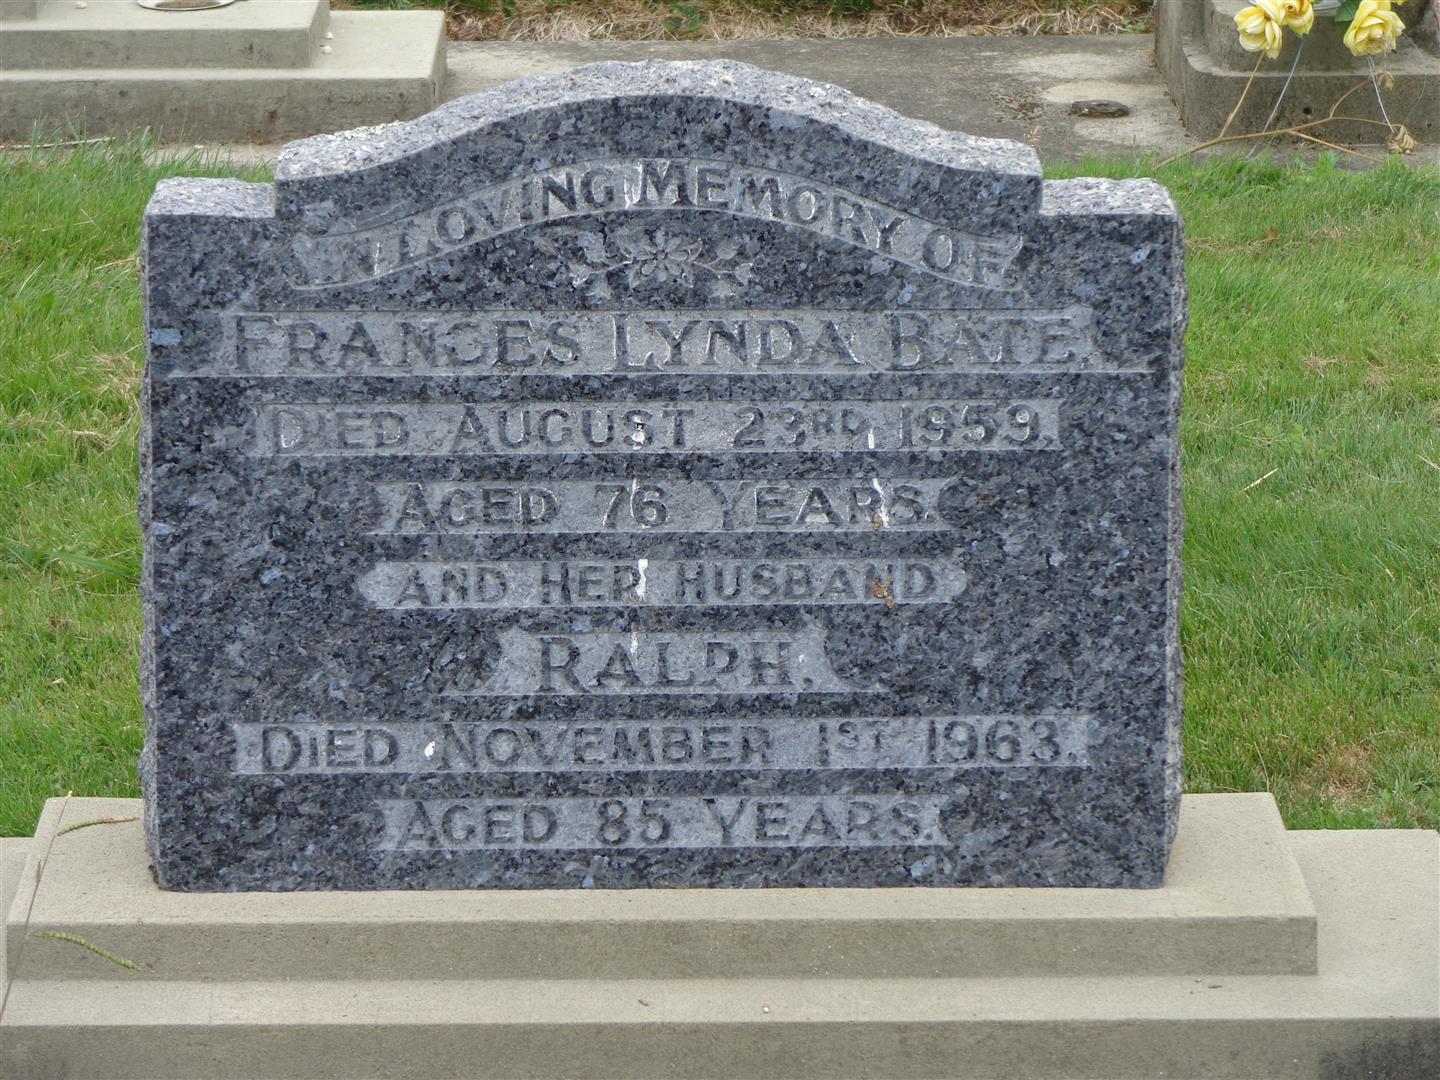 IN LOVING MEMORY OF
FRANCES LYNDA BATE.
DIED AUGUST 23RD 1959.
AGED 76 YEARS.
AND HER HUSBAND
RALPH.
DIED NOVEMBER 1ST 1963.
AGED 85 YEARS.